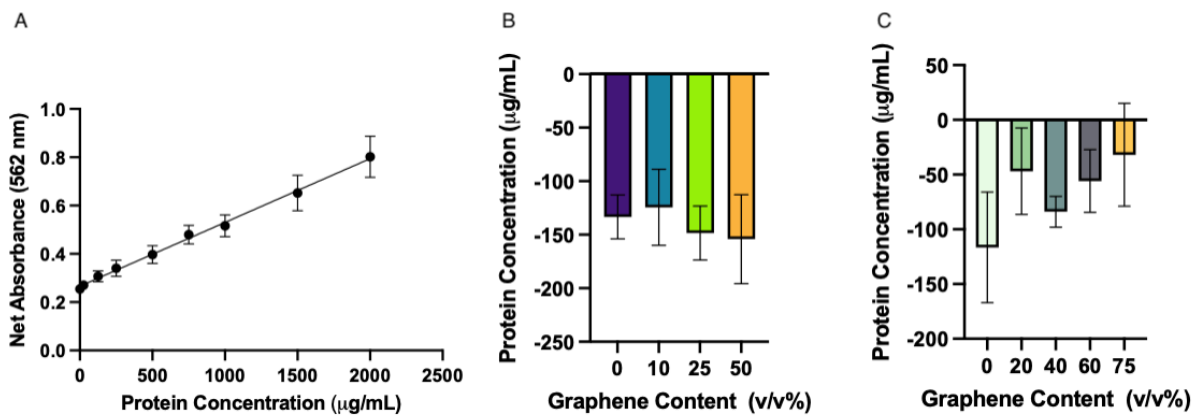 A
Net Absorbance (562 nm)
1.0
0.8
0.6
0.4
0.2
0.0
0 500 1000 1500 2000 2500
Protein Concentration (μg/mL)
B
Protein Concentration (μg/mL)
0
-50
-100
-150
-200
-250
0 10 25 50
Graphene Content (v/v%)
C
Protein Concentration (μg/mL)
50
0
-50
-100
-150
-200
0 20 40 60 75
Graphene Content (v/v%)